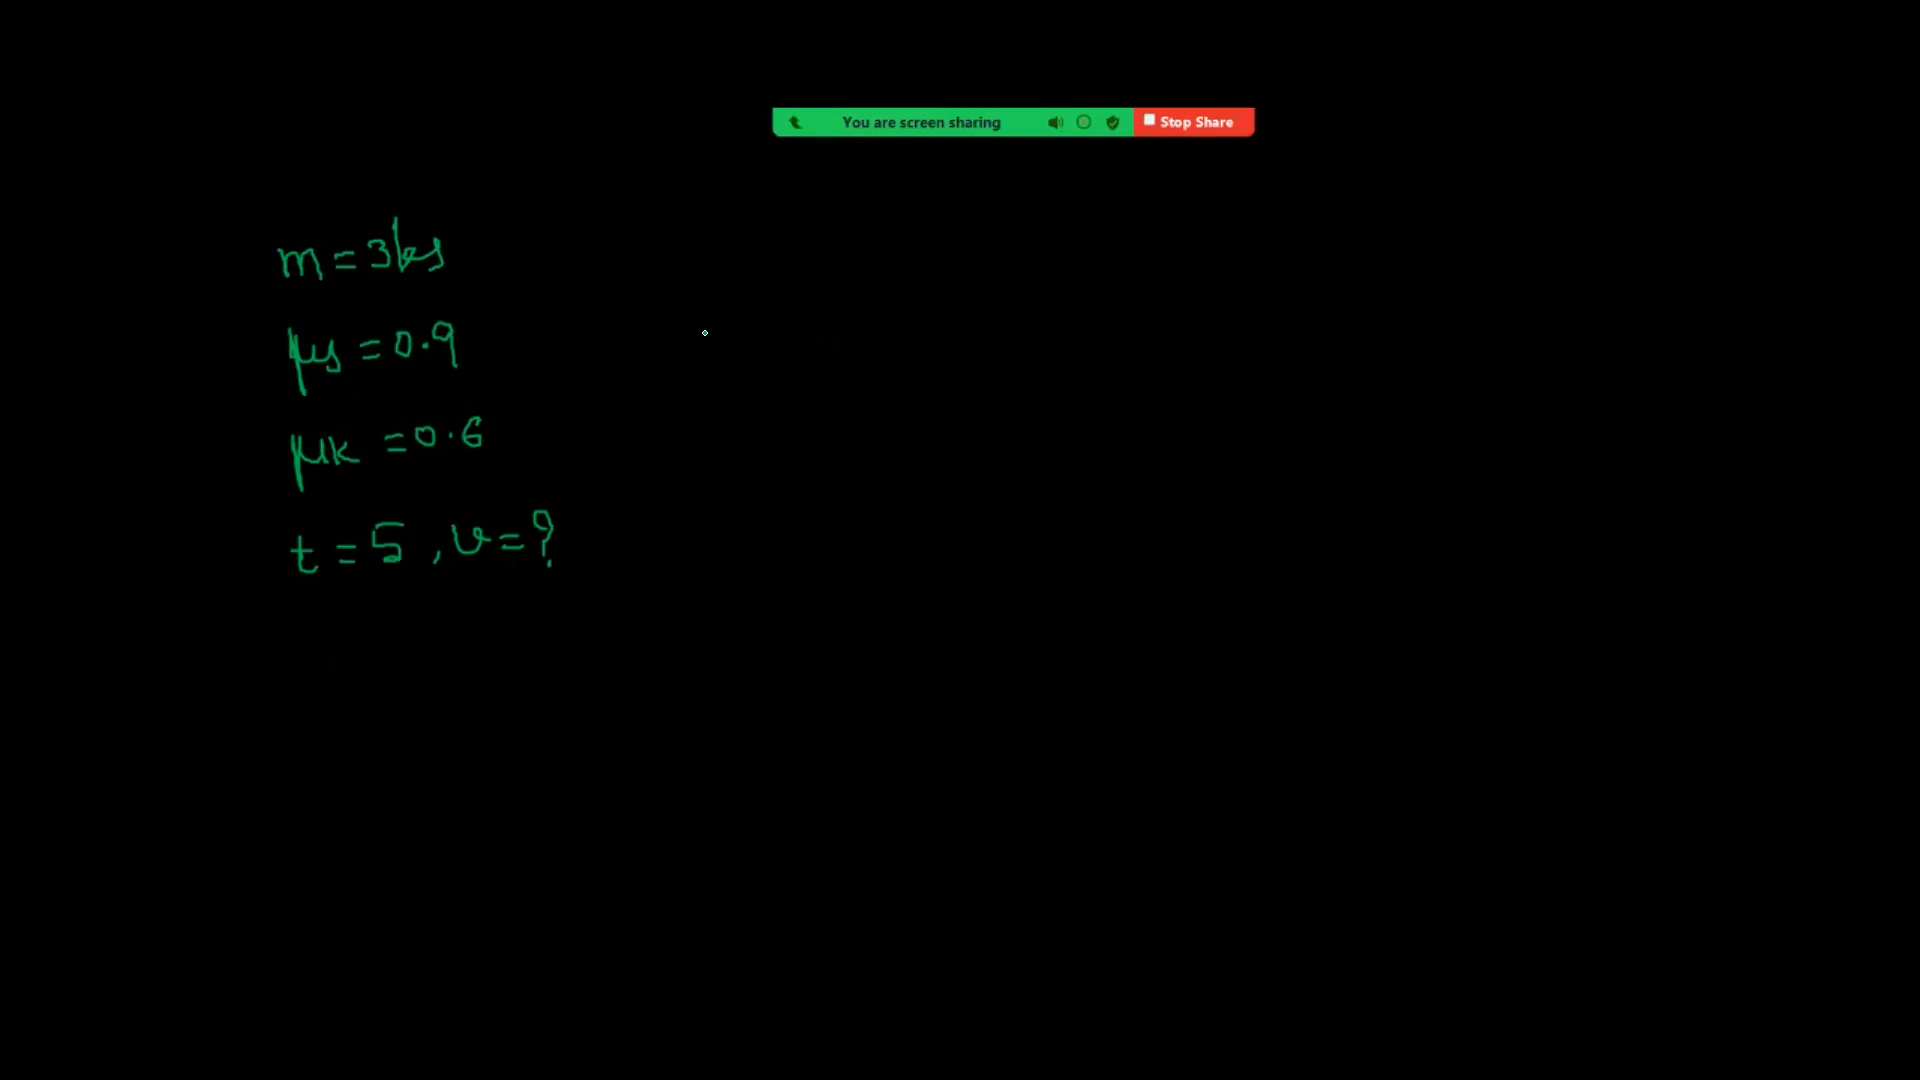 You are screen sharing Stop Share
m = 3kg
μs = 0.9
μk = 0.6
t = 5 , v = ?